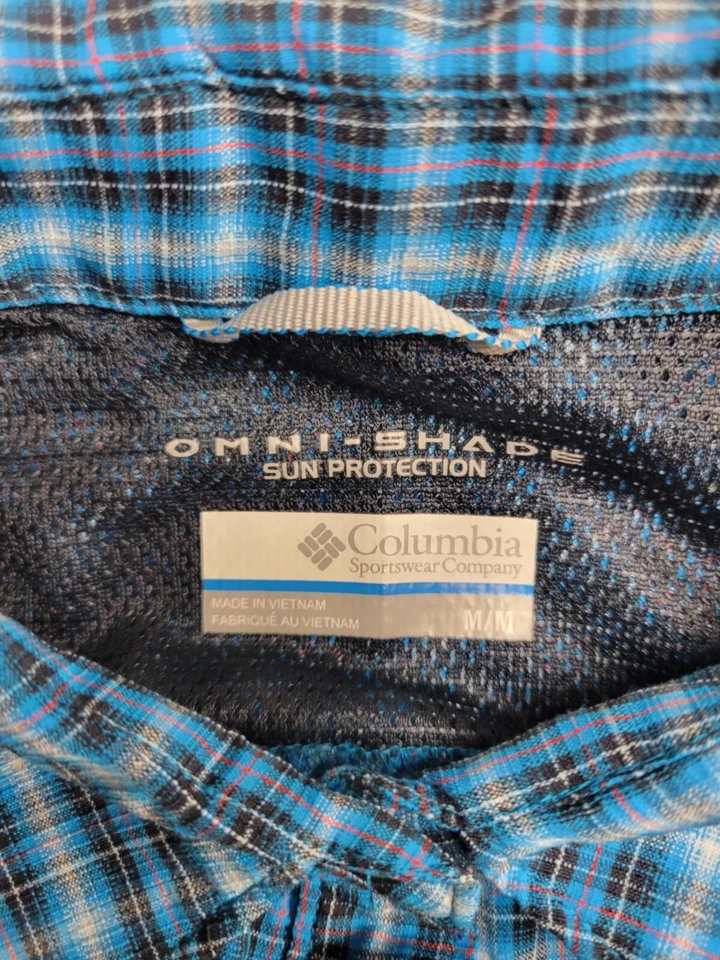 OMNI-SHADE
SUN PROTECTION
Columbia
Sportswear Company
MADE IN VIETNAM
FABRIQUÉ AU VIETNAM
M/M